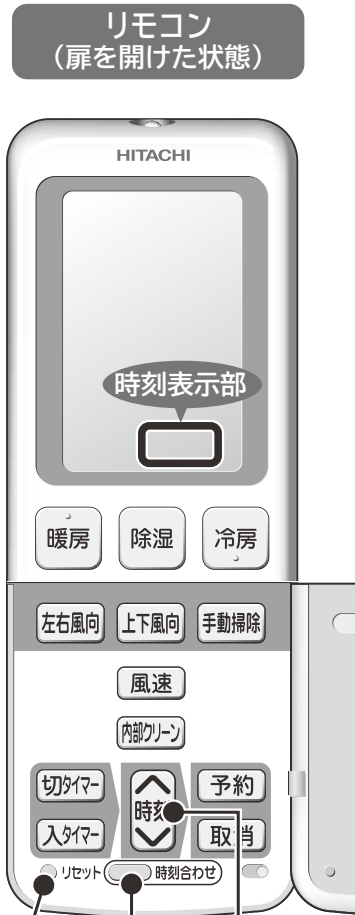 リモコン
(扉を開けた状態)
HITACHI
時刻表示部
暖房 除湿 冷房
左右風向 上下風向 手動掃除
風速
内部クリーン
切タイマー 時刻 予約
入タイマー 取消
リセット 時刻合わせ